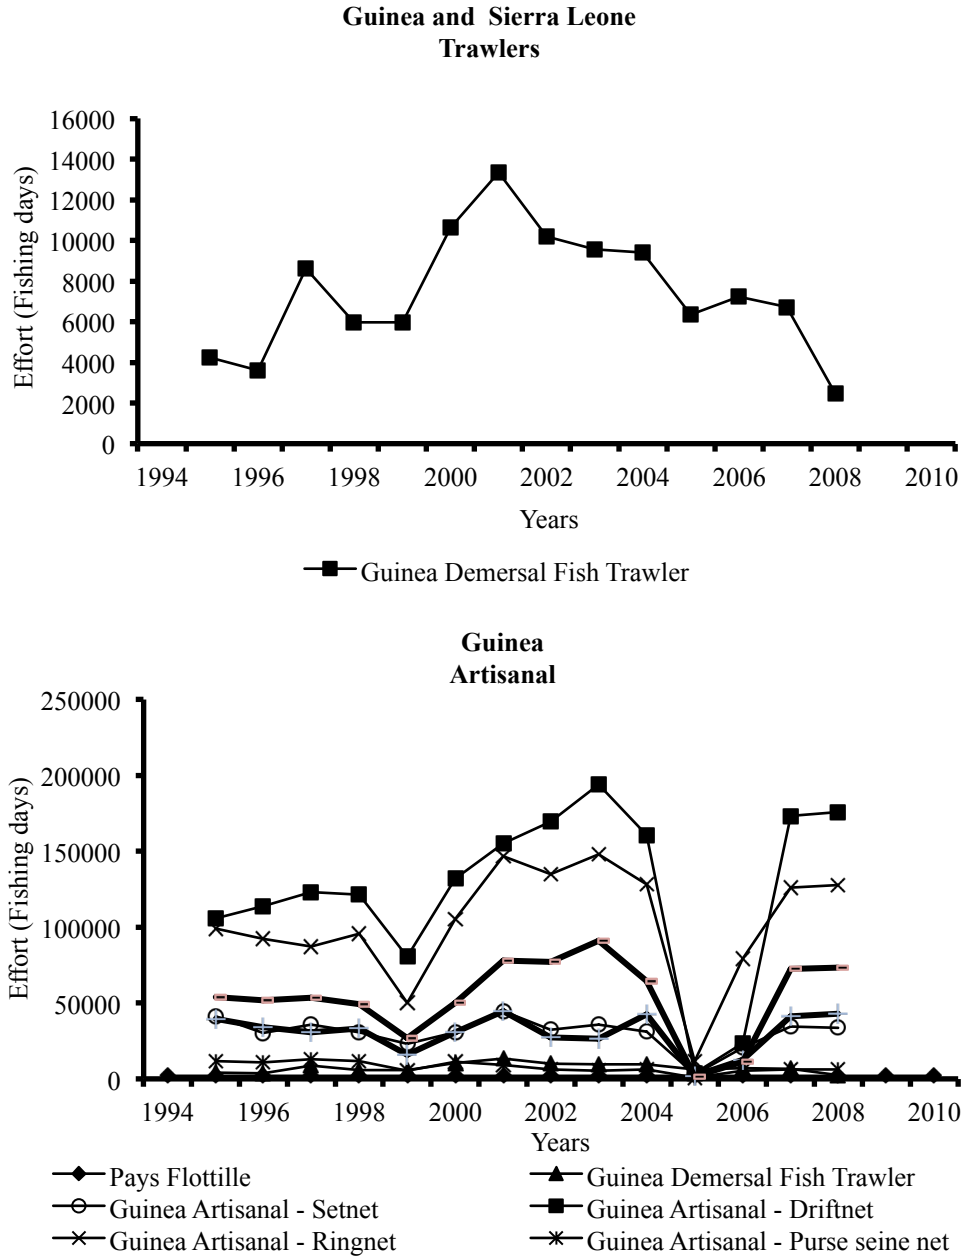 Guinea and Sierra Leone
Trawlers
16000
14000
12000
10000
8000
6000
4000
2000
0
Effort (Fishing days)
1994 1996 1998 2000 2002 2004 2006 2008 2010
Years
Guinea Demersal Fish Trawler
Guinea
Artisanal
250000
200000
150000
100000
50000
0
Effort (Fishing days)
1994 1996 1998 2000 2002 2004 2006 2008 2010
Years
Pays Flottille Guinea Demersal Fish Trawler
Guinea Artisanal - Setnet Guinea Artisanal - Driftnet
Guinea Artisanal - Ringnet Guinea Artisanal - Purse seine net